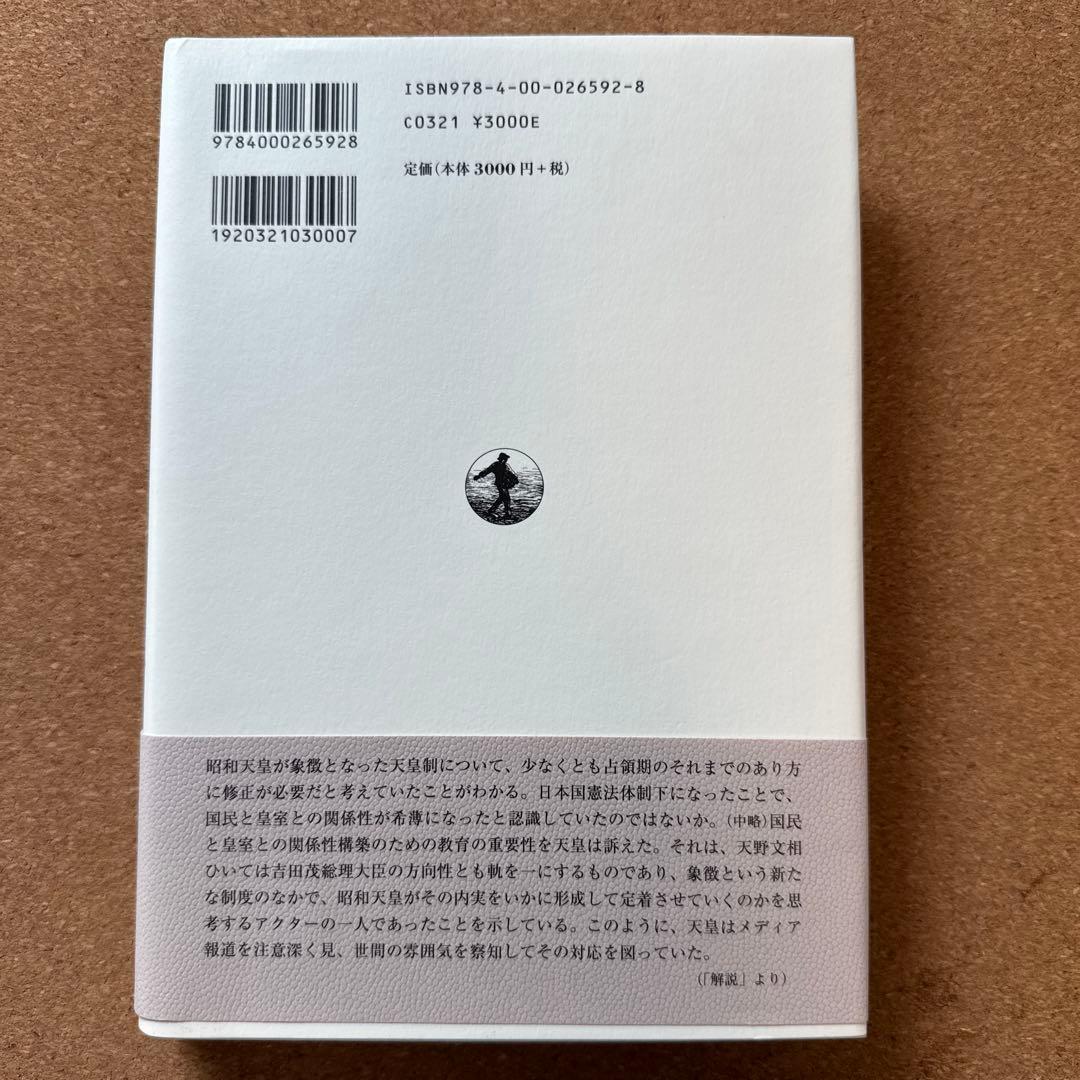 ISBN978-4-00-026592-8
C0321 ¥3000E
定価(本体3000円+税)
9784000265928
1920321030007
昭和天皇が象徴となった天皇制について、少なくとも占領期のそれまでのあり方
に修正が必要だと考えていたことがわかる。日本国憲法体制下になったことで、
国民と皇室との関係性が希薄になったと認識していたのではないか。(中略)国民
と皇室との関係性構築のための教育の重要性を天皇は訴えた。それは、天野文相
ひいては吉田茂総理大臣の方向性とも軌を一にするものであり、象徴という新た
な制度のなかで、昭和天皇がその内実をいかに形成して定着させていくのかを思
考するアクターの一人であったことを示している。このように、天皇はメディア
報道を注意深く見、世間の雰囲気を察知してその対応を図っていた。
(「解説」より)